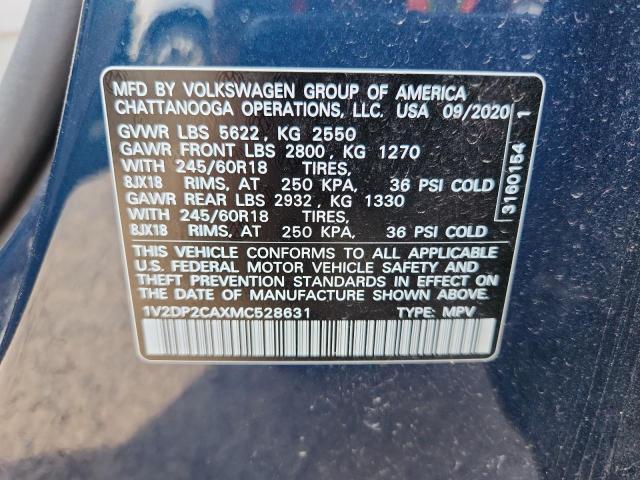 MFD BY VOLKSWAGEN GROUP OF AMERICA
CHATTANOOGA OPERATIONS, LLC. USA 09/2020
GVWR LBS 5622, KG 2550
GAWR FRONT LBS 2800, KG 1270
WITH 245/60R18 TIRES,
8JX18 RIMS, AT 250 KPA, 36 PSI COLD
GAWR REAR LBS 2932, KG 1330
WITH 245/60R18 TIRES,
8JX18 RIMS, AT 250 KPA, 36 PSI COLD
THIS VEHICLE CONFORMS TO ALL APPLICABLE
U.S. FEDERAL MOTOR VEHICLE SAFETY AND
THEFT PREVENTION STANDARDS IN EFFECT ON THE
DATE OF MANUFACTURE SHOWN ABOVE.
1V2DP2CAXMC528631 TYPE: MPV
3160154 1